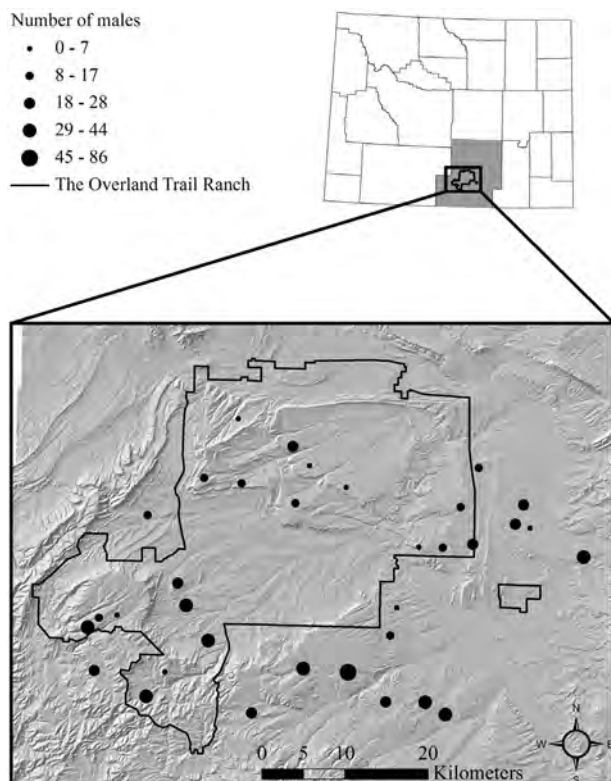 Number of males
0 - 7
8 - 17
18 - 28
29 - 44
45 - 86
The Overland Trail Ranch
N
W E
S
0 5 10 20
Kilometers